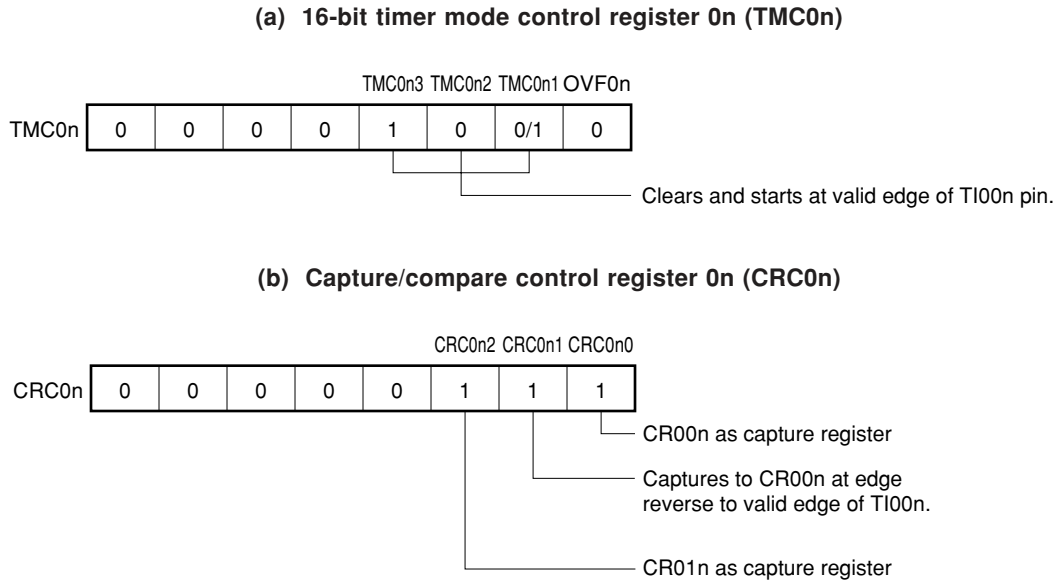 (a) 16-bit timer mode control register 0n (TMC0n)
TMC0n3 TMC0n2 TMC0n1 OVF0n
TMC0n 0 0 0 0 1 0 0/1 0
Clears and starts at valid edge of TI00n pin.
(b) Capture/compare control register 0n (CRC0n)
CRC0n2 CRC0n1 CRC0n0
CRC0n 0 0 0 0 0 1 1 1
CR00n as capture register
Captures to CR00n at edge
reverse to valid edge of TI00n.
CR01n as capture register